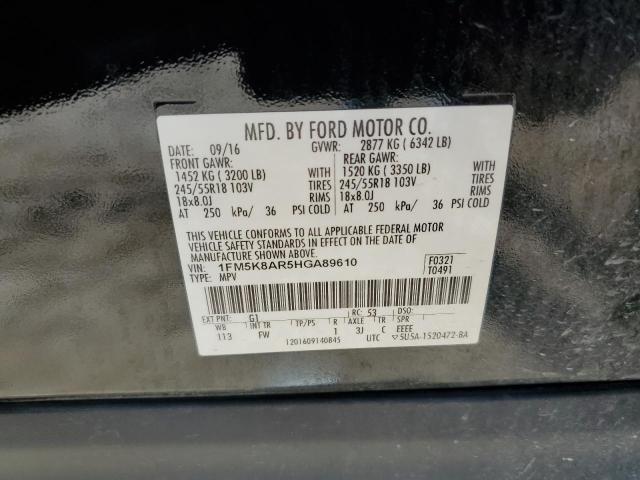 MFD. BY FORD MOTOR CO.
DATE: 09/16 GVWR: 2877 KG ( 6342 LB)
FRONT GAWR: REAR GAWR:
1452 KG ( 3200 LB) 1520 KG ( 3350 LB)
245/55R18 103V TIRES 245/55R18 103V TIRES
18x8.0J RIMS 18x8.0J RIMS
AT 250 kPa/ 36 PSI COLD AT 250 kPa/ 36 PSI COLD
THIS VEHICLE CONFORMS TO ALL APPLICABLE FEDERAL MOTOR
VEHICLE SAFETY STANDARDS IN EFFECT ON THE DATE OF
MANUFACTURE SHOWN ABOVE.
VIN: 1FM5K8AR5HGA89610 F0321
TYPE: MPV T0491
EXT PNT: G1 RC: 53 DSO:
WB INT TR TP/PS R AXLE TR
113 FW 1 3J C EEEE
1201609140845 UTC ▽5U5A-1520472-BA